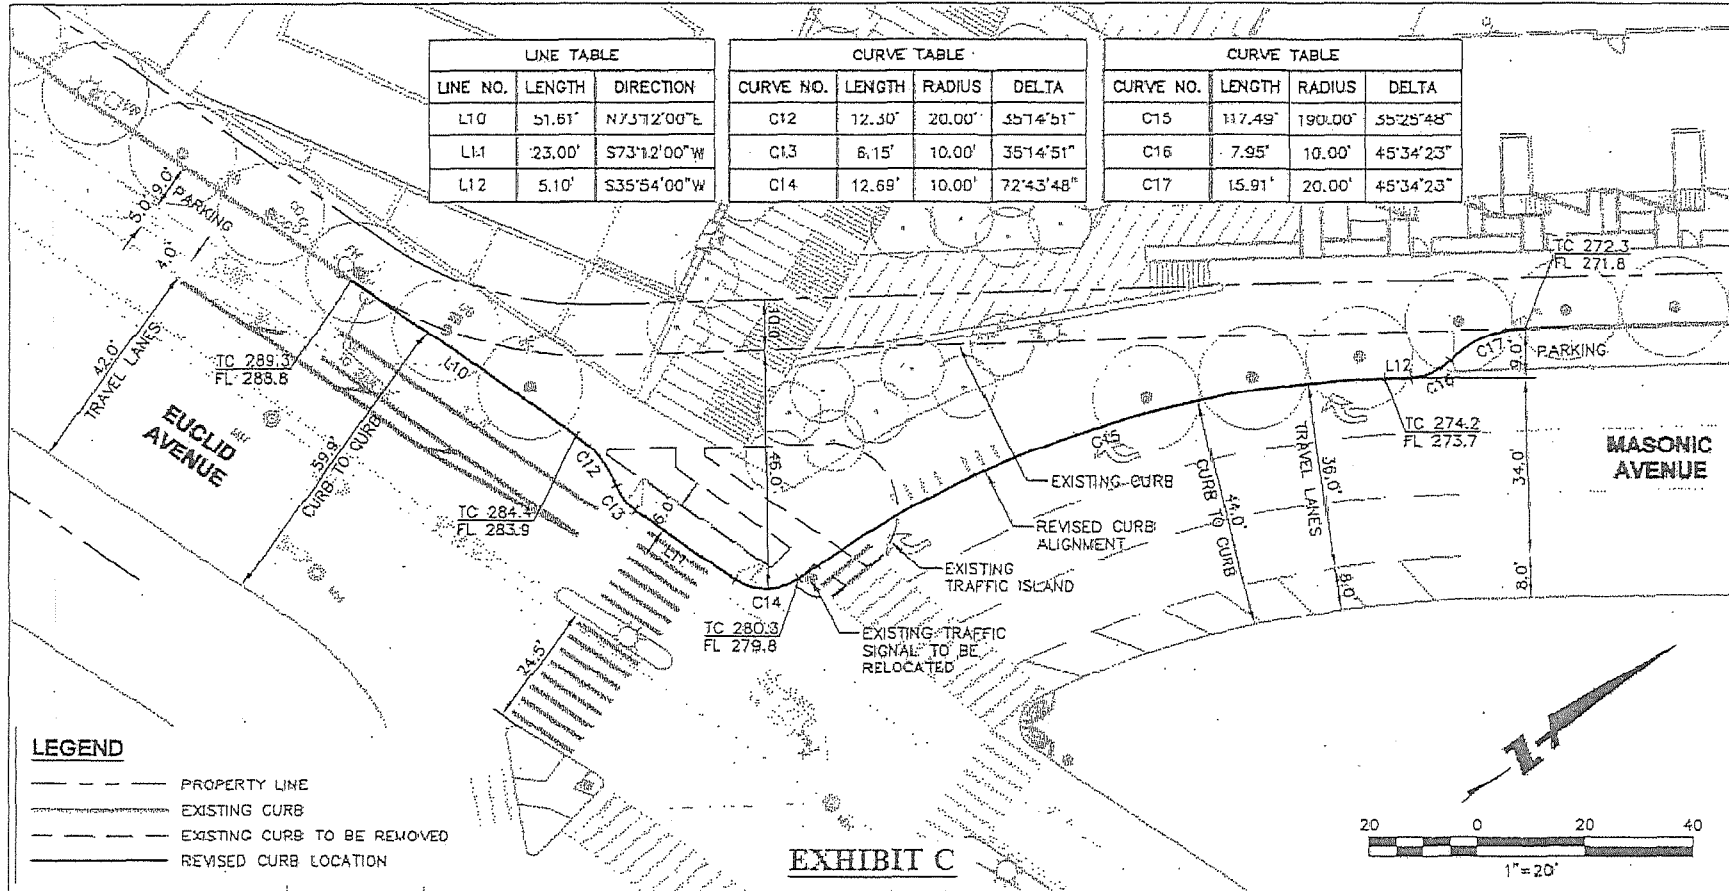 LINE TABLE
LINE NO. LENGTH DIRECTION
L10 51.61' N73°12'00"E
L11 23.00' S73°12'00"W
L12 5.10' S35°54'00"W
CURVE TABLE
CURVE NO. LENGTH RADIUS DELTA
C12 12.30' 20.00' 35°14'51"
C13 6.15' 10.00' 35°14'51"
C14 12.69' 10.00' 72°43'48"
CURVE TABLE
CURVE NO. LENGTH RADIUS DELTA
C15 117.49' 190.00' 35°25'48"
C16 7.95' 10.00' 45°34'23"
C17 15.91' 20.00' 45°34'23"
9.0'
PARKING
5.0'
4.0'
42.0'
TRAVEL LANES
EUCLID
AVENUE
TC 289.3
FL 288.8
L10
59.8'
CURB TO CURB
C12
C13
TC 284.4
FL 283.9
6.0'
L11
30.0'
46.0'
C14
TC 280.3
FL 279.8
24.5'
EXISTING CURB
REVISED CURB
ALIGNMENT
EXISTING
TRAFFIC ISLAND
EXISTING TRAFFIC
SIGNAL TO BE
RELOCATED
C15
44.0'
CURB TO CURB
36.0'
TRAVEL LANES
8.0'
L12
C16
C17
TC 272.3
FL 271.8
PARKING
9.0'
TC 274.2
FL 273.7
34.0'
8.0'
MASONIC
AVENUE
LEGEND
PROPERTY LINE
EXISTING CURB
EXISTING CURB TO BE REMOVED
REVISED CURB LOCATION
EXHIBIT C
20 0 20 40
1"=20'